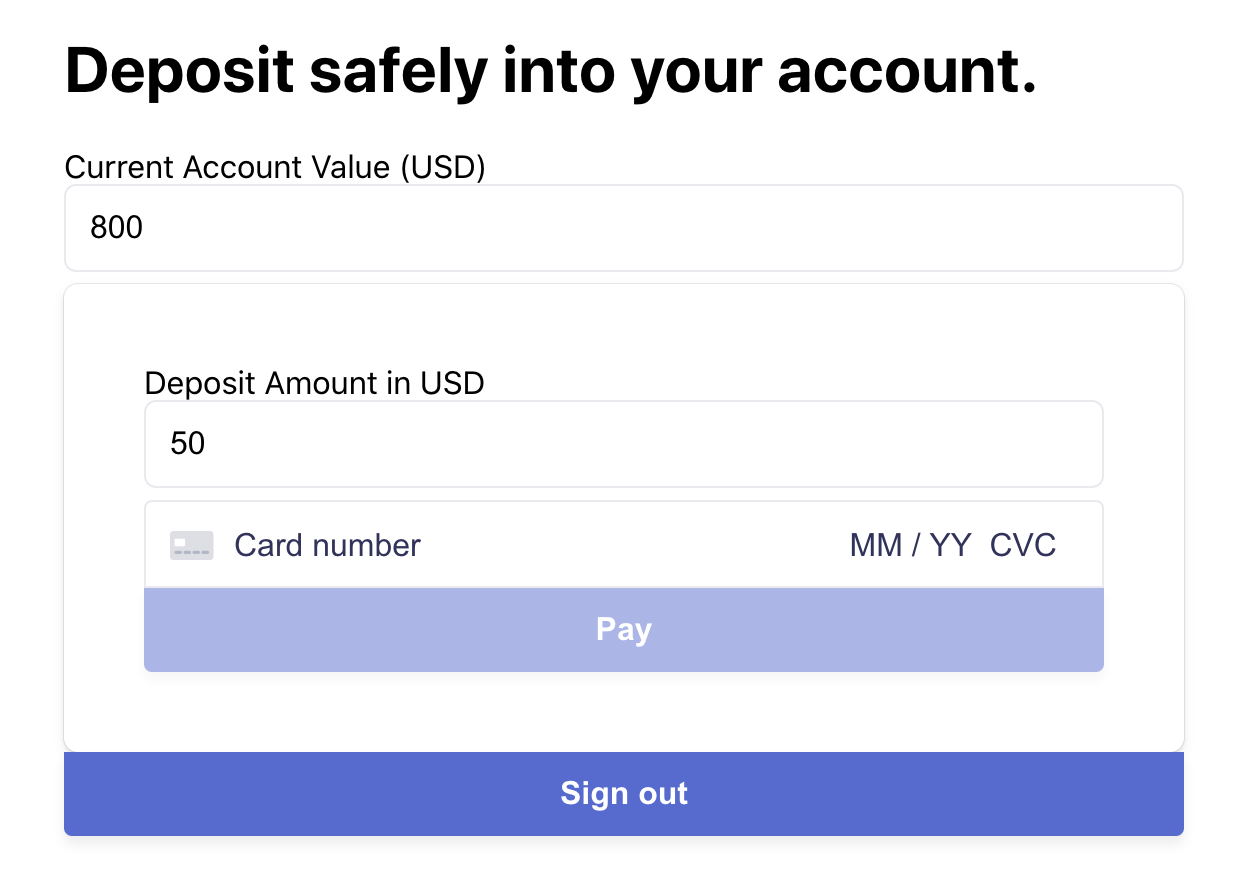 Deposit safely into your account.
Current Account Value (USD)
800
Deposit Amount in USD
50
Card number MM / YY CVC
Pay
Sign out